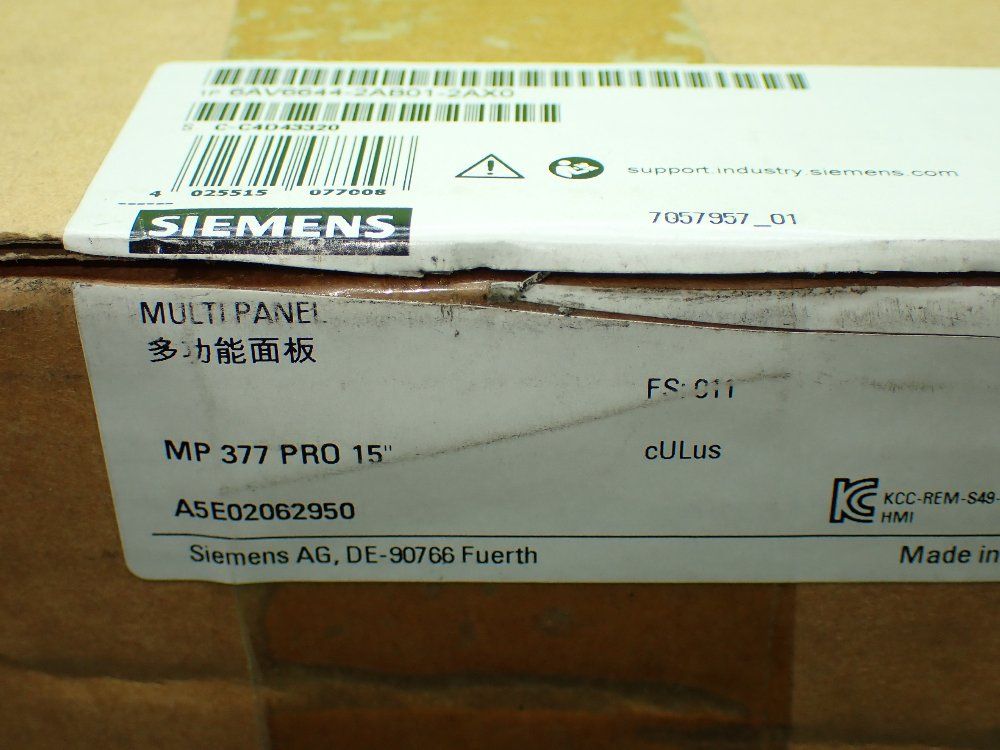 1P 6AV6644-2AB01-2AX0
S C-C4D43320
4 025515 077008
support.industry.siemens.com
SIEMENS
7057957_01
MULTI PANEL
多功能面板
FS: 011
MP 377 PRO 15"
cULus
A5E02062950
KCC-REM-S49-
HMI
Siemens AG, DE-90766 Fuerth
Made in